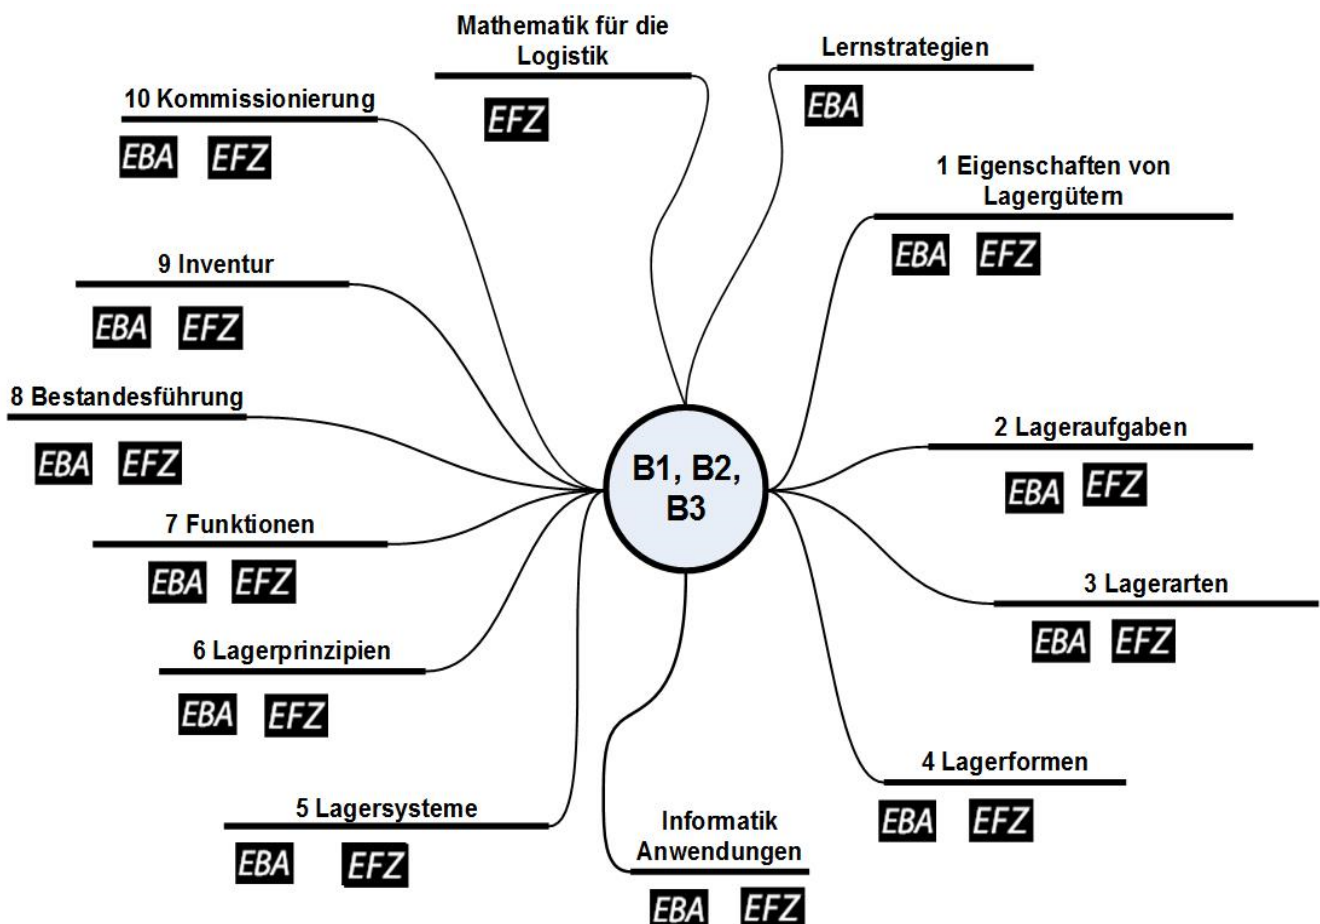 Mathematik für die
Logistik
EFZ
Lernstrategien
EBA
1 Eigenschaften von
Lagergütern
EBA EFZ
2 Lageraufgaben
EBA EFZ
3 Lagerarten
EBA EFZ
4 Lagerformen
EBA EFZ
Informatik
Anwendungen
EBA EFZ
5 Lagersysteme
EBA EFZ
6 Lagerprinzipien
EBA EFZ
7 Funktionen
EBA EFZ
8 Bestandesführung
EBA EFZ
9 Inventur
EBA EFZ
10 Kommissionierung
EBA EFZ
B1, B2,
B3